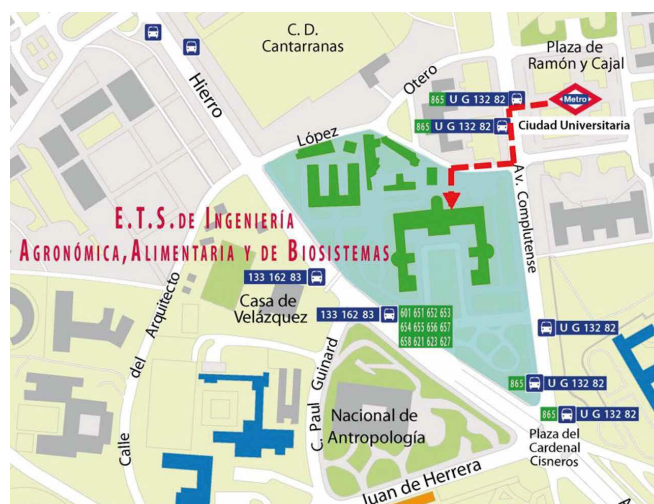 C. D.
Cantarranas
Plaza de
Ramón y Cajal
Hierro
Otero
865 U G 132 82
Metro
865 U G 132 82
Ciudad Universitaria
López
Av. Complutense
E.T.S. DE INGENIERÍA
AGRONÓMICA, ALIMENTARIA Y DE BIOSISTEMAS
133 162 83
Casa de
Velázquez
133 162 83
601 651 652 653
654 655 656 657
658 621 623 627
U G 132 82
del Arquitecto
C. Paul Guinard
865 U G 132 82
865 U G 132 82
Nacional de
Antropología
Plaza del
Cardenal
Cisneros
Calle
Juan de Herrera